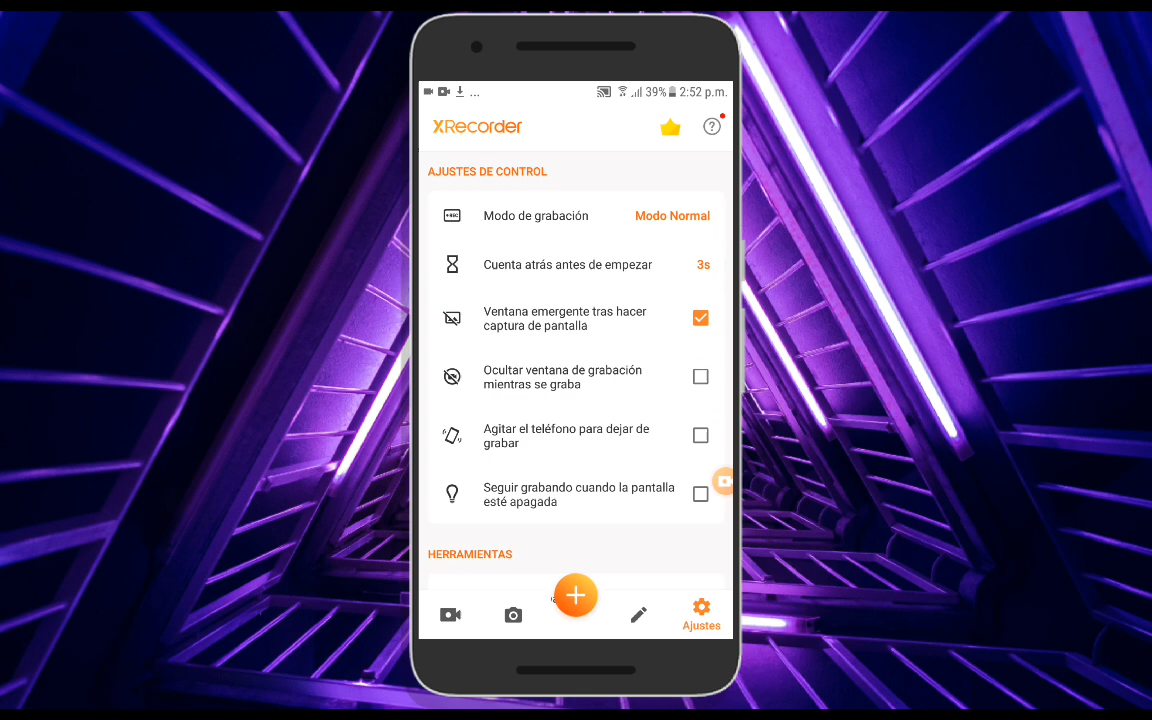 ... 39% 2:52 p.m.
XRecorder
AJUSTES DE CONTROL
Modo de grabación Modo Normal
Cuenta atrás antes de empezar 3s
Ventana emergente tras hacer
captura de pantalla
Ocultar ventana de grabación
mientras se graba
Agitar el teléfono para dejar de
grabar
Seguir grabando cuando la pantalla
esté apagada
HERRAMIENTAS
Ajustes